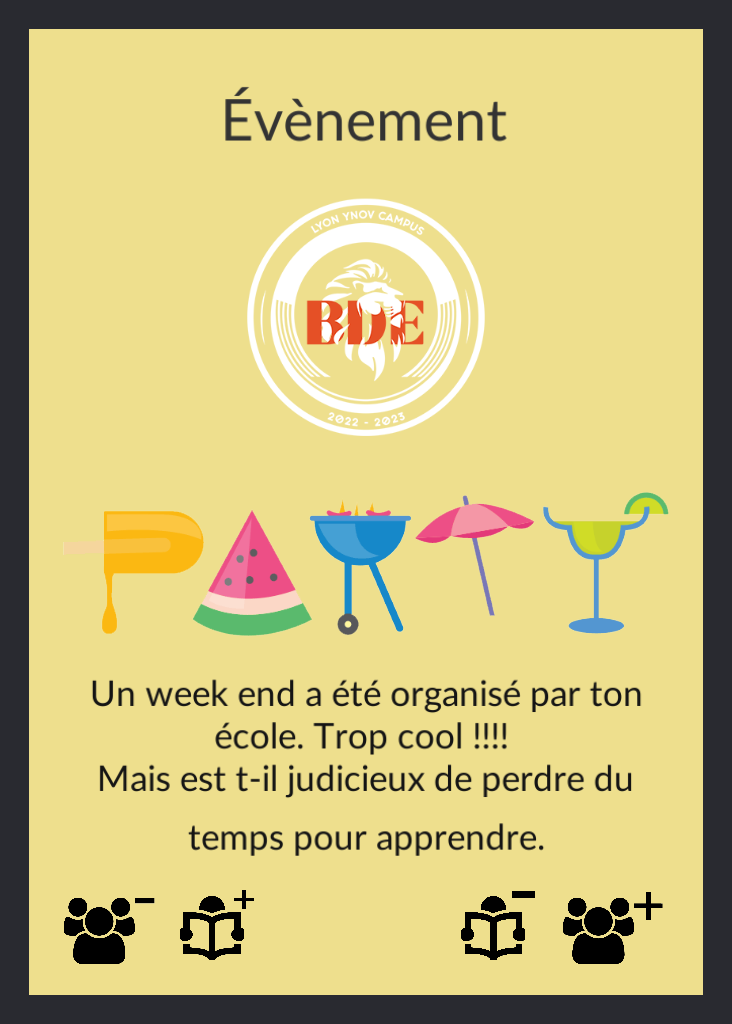 Évènement
LYON YNOV CAMPUS
BDE
2022 - 2023
PARTY
Un week end a été organisé par ton
école. Trop cool !!!!
Mais est t-il judicieux de perdre du
temps pour apprendre.
- + - +